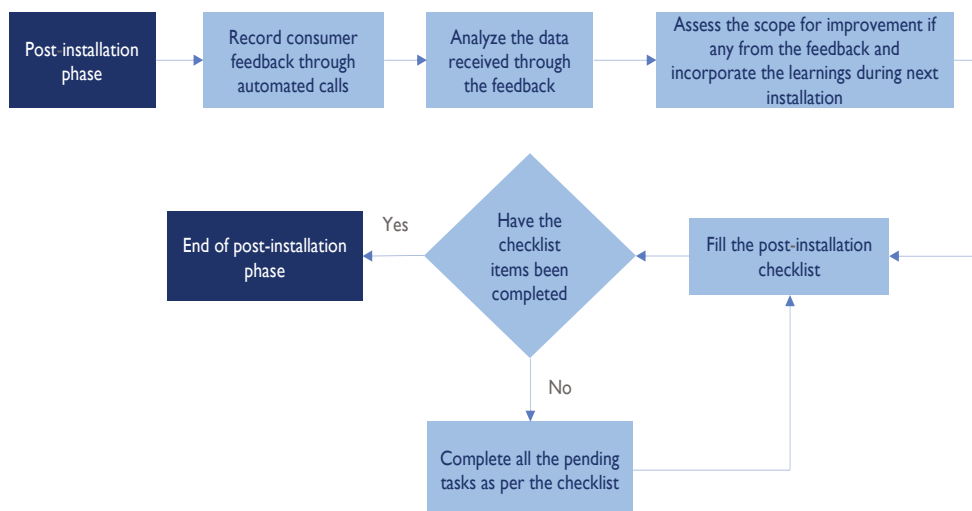 Post-installation
phase
Record consumer
feedback through
automated calls
Analyze the data
received through
the feedback
Assess the scope for improvement if
any from the feedback and
incorporate the learnings during next
installation
End of post-installation
phase
Yes
Have the
checklist
items been
completed
Fill the post-installation
checklist
No
Complete all the pending
tasks as per the checklist